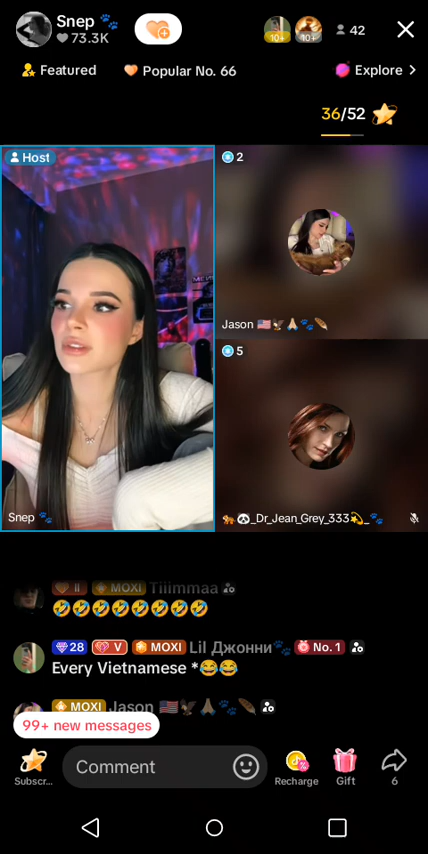 Snep 🐾
73.3K
10+
10+
42
Featured
Popular No. 66
Explore >
36/52
Host
2
Jason 🇺🇸🦅🙏🏼🐾🪶
5
🐅🐼_Dr_Jean_Grey_333💫_🐾
Snep 🐾
II MOXI Tiiimmaa
🤣🤣🤣🤣🤣🤣🤣🤣
28 V MOXI Lil Джонни🐾 No. 1
Every Vietnamese *😂😂
MOXI Jason 🇺🇸🦅🙏🏼🐾🪶
99+ new messages
Comment
Subscr...
Recharge
Gift
6